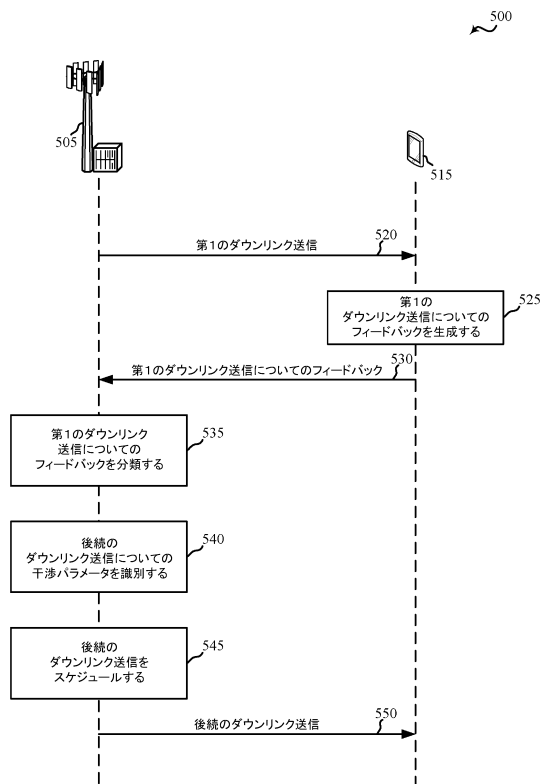 500
505
515
第1のダウンリンク送信
520
第1の
ダウンリンク送信についての
フィードバックを生成する
525
第1のダウンリンク送信についてのフィードバック
530
第1のダウンリンク
送信についての
フィードバックを分類する
535
後続の
ダウンリンク送信についての
干渉パラメータを識別する
540
後続の
ダウンリンク送信を
スケジュールする
545
後続のダウンリンク送信
550